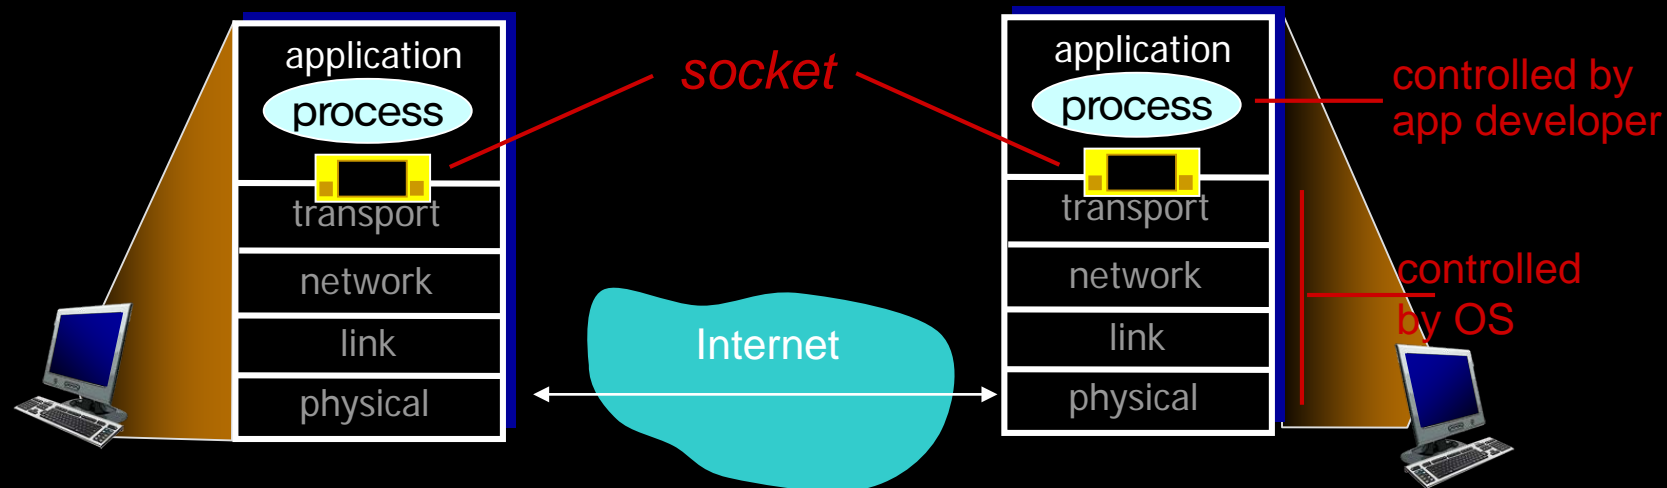 application
process
transport
network
link
physical
socket
Internet
application
process
transport
network
link
physical
controlled by
app developer
controlled
by OS